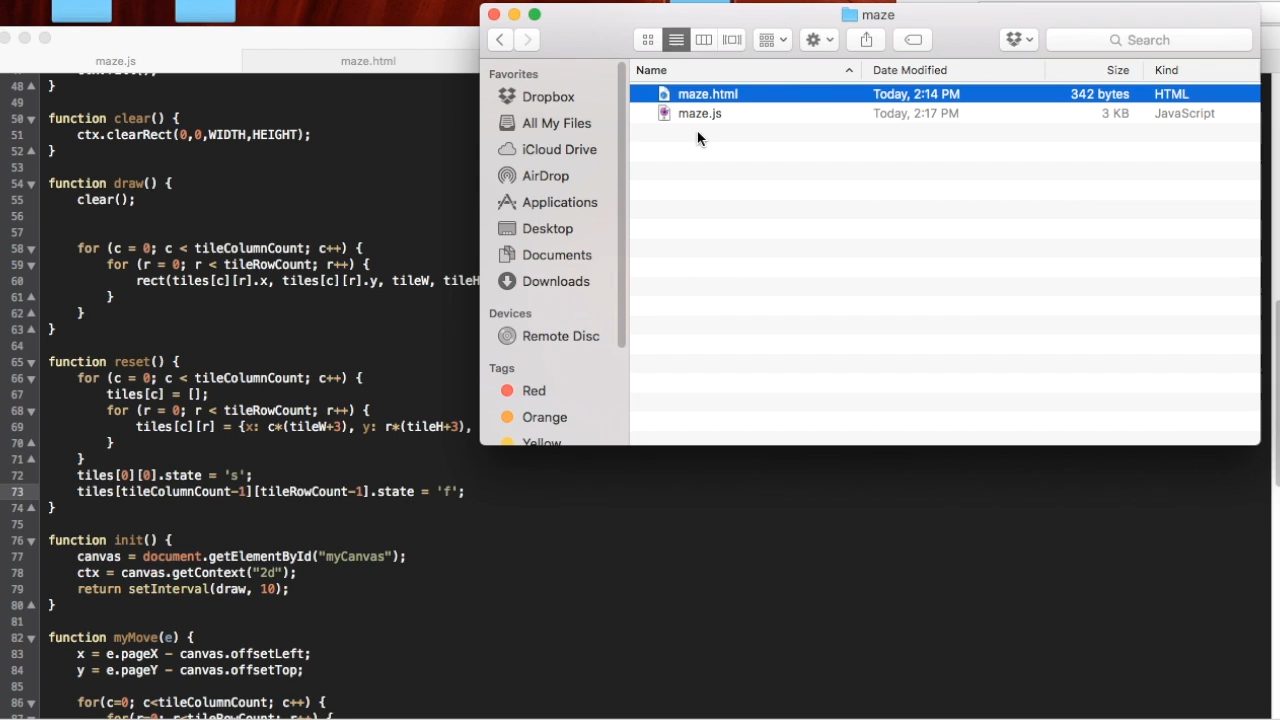 maze.js
maze.html
48 }
49
50 function clear() {
51 ctx.clearRect(0,0,WIDTH,HEIGHT);
52 }
53
54 function draw() {
55 clear();
56
57
58 for (c = 0; c < tileColumnCount; c++) {
59 for (r = 0; r < tileRowCount; r++) {
60 rect(tiles[c][r].x, tiles[c][r].y, tileW, tileH
61 }
62 }
63 }
64
65 function reset() {
66 for (c = 0; c < tileColumnCount; c++) {
67 tiles[c] = [];
68 for (r = 0; r < tileRowCount; r++) {
69 tiles[c][r] = {x: c*(tileW+3), y: r*(tileH+3),
70 }
71 }
72 tiles[0][0].state = 's';
73 tiles[tileColumnCount-1][tileRowCount-1].state = 'f';
74 }
75
76 function init() {
77 canvas = document.getElementById("myCanvas");
78 ctx = canvas.getContext("2d");
79 return setInterval(draw, 10);
80 }
81
82 function myMove(e) {
83 x = e.pageX - canvas.offsetLeft;
84 y = e.pageY - canvas.offsetTop;
85
86 for(c=0; c<tileColumnCount; c++) {
87 for(r=0; r<tileRowCount; r++) {
maze
Search
Favorites
Dropbox
All My Files
iCloud Drive
AirDrop
Applications
Desktop
Documents
Downloads
Devices
Remote Disc
Tags
Red
Orange
Yellow
Name Date Modified Size Kind
maze.html Today, 2:14 PM 342 bytes HTML
maze.js Today, 2:17 PM 3 KB JavaScript